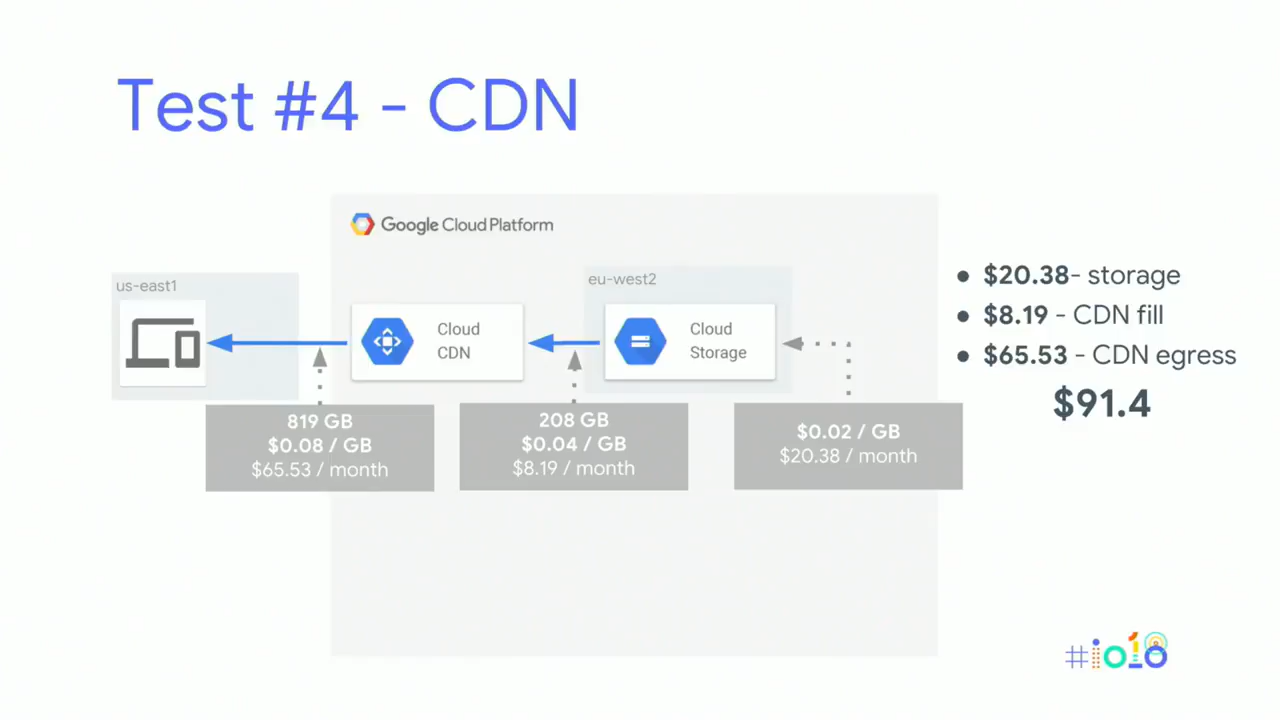 Test #4 - CDN
Google Cloud Platform
us-east1
eu-west2
Cloud
CDN
Cloud
Storage
819 GB
$0.08 / GB
$65.53 / month
208 GB
$0.04 / GB
$8.19 / month
$0.02 / GB
$20.38 / month
• $20.38- storage
• $8.19 - CDN fill
• $65.53 - CDN egress
$91.4
#io18